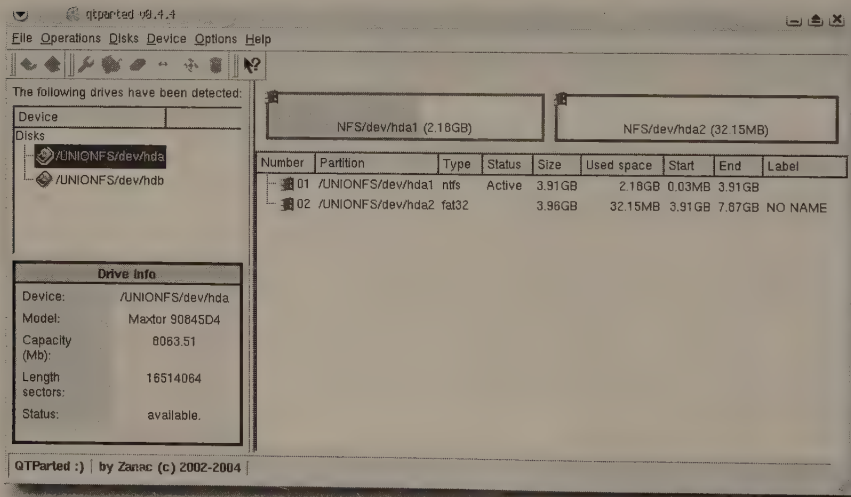 qtparted v0.4.4
File Operations Disks Device Options Help
The following drives have been detected:
Device
Disks
/UNIONFS/dev/hda
/UNIONFS/dev/hdb
Drive Info
Device: /UNIONFS/dev/hda
Model: Maxtor 90845D4
Capacity (Mb): 8063.51
Length sectors: 16514064
Status: available.
NFS/dev/hda1 (2.18GB)
NFS/dev/hda2 (32.15MB)
Number Partition Type Status Size Used space Start End Label
01 /UNIONFS/dev/hda1 ntfs Active 3.91GB 2.18GB 0.03MB 3.91GB
02 /UNIONFS/dev/hda2 fat32 3.96GB 32.15MB 3.91GB 7.87GB NO NAME
QTParted :) by Zanac (c) 2002-2004